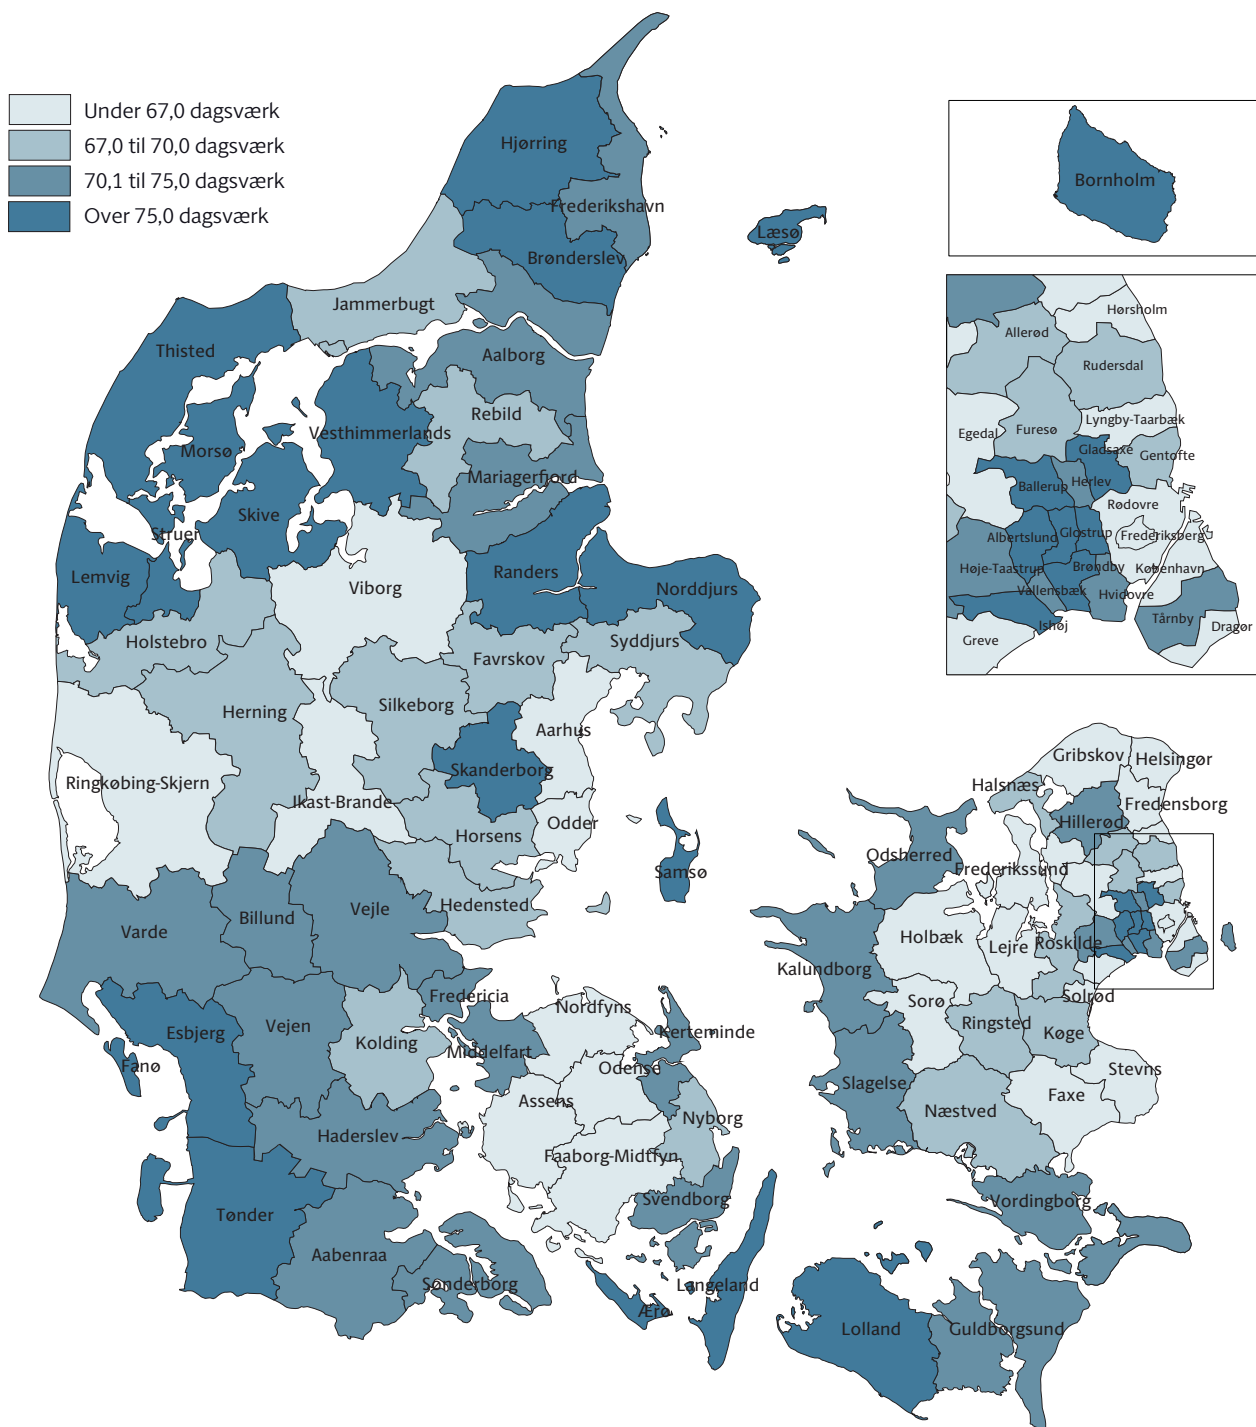 Under 67,0 dagsværk
67,0 til 70,0 dagsværk
70,1 til 75,0 dagsværk
Over 75,0 dagsværk
Hjørring
Frederikshavn
Læsø
Brønderslev
Jammerbugt
Thisted
Aalborg
Rebild
Vesthimmerlands
Morsø
Mariagerfjord
Skive
Struer
Lemvig
Viborg
Randers
Norddjurs
Holstebro
Favrskov
Syddjurs
Herning
Silkeborg
Aarhus
Skanderborg
Ringkøbing-Skjern
Ikast-Brande
Odder
Horsens
Samsø
Hedensted
Varde
Billund
Vejle
Fredericia
Esbjerg
Vejen
Kolding
Fanø
Middelfart
Nordfyns
Kerteminde
Odense
Assens
Nyborg
Haderslev
Faaborg-Midtfyn
Svendborg
Tønder
Aabenraa
Sønderborg
Langeland
Ærø
Bornholm
Hørsholm
Allerød
Rudersdal
Lyngby-Taarbæk
Egedal
Furesø
Gladsaxe
Gentofte
Ballerup
Herlev
Rødovre
Albertslund
Glostrup
Frederiksberg
Høje-Taastrup
Brøndby
København
Vallensbæk
Hvidovre
Ishøj
Tårnby
Dragør
Greve
Gribskov
Helsingør
Halsnæs
Fredensborg
Hillerød
Odsherred
Frederikssund
Holbæk
Lejre
Roskilde
Kalundborg
Solrød
Sorø
Ringsted
Køge
Stevns
Slagelse
Næstved
Faxe
Vordingborg
Lolland
Guldborgsund